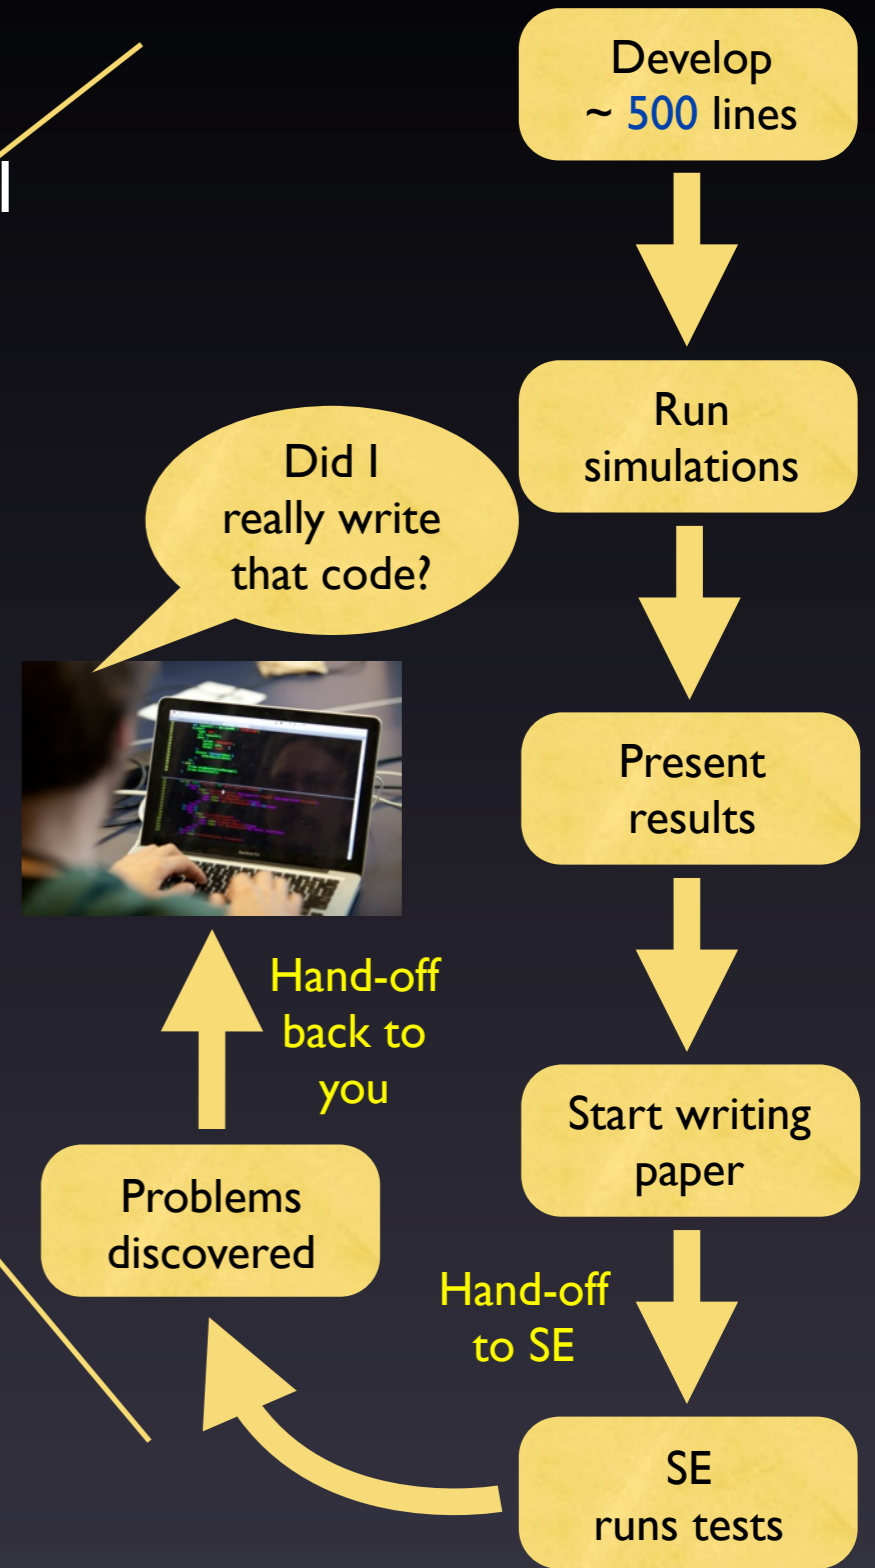 Develop
~ 500 lines
Run
simulations
Did I
really write
that code?
Present
results
Hand-off
back to
you
Start writing
paper
Problems
discovered
Hand-off
to SE
SE
runs tests